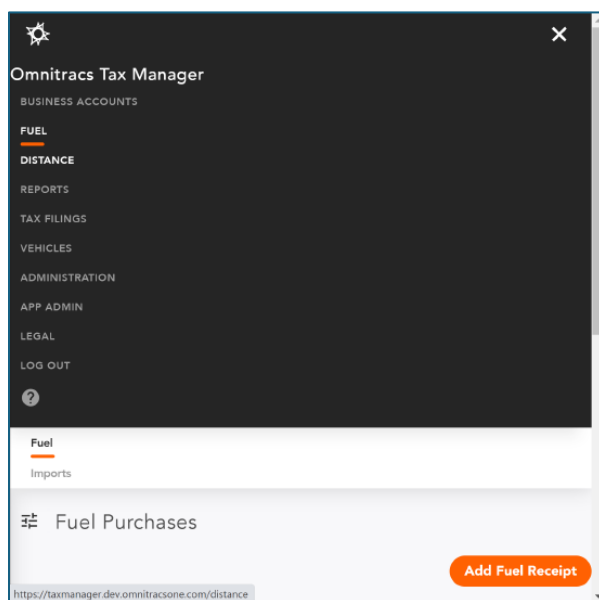 Omnitracs Tax Manager
BUSINESS ACCOUNTS
FUEL
DISTANCE
REPORTS
TAX FILINGS
VEHICLES
ADMINISTRATION
APP ADMIN
LEGAL
LOG OUT
?
Fuel
Imports
Fuel Purchases
Add Fuel Receipt
https://taxmanager.dev.omnitracsone.com/distance